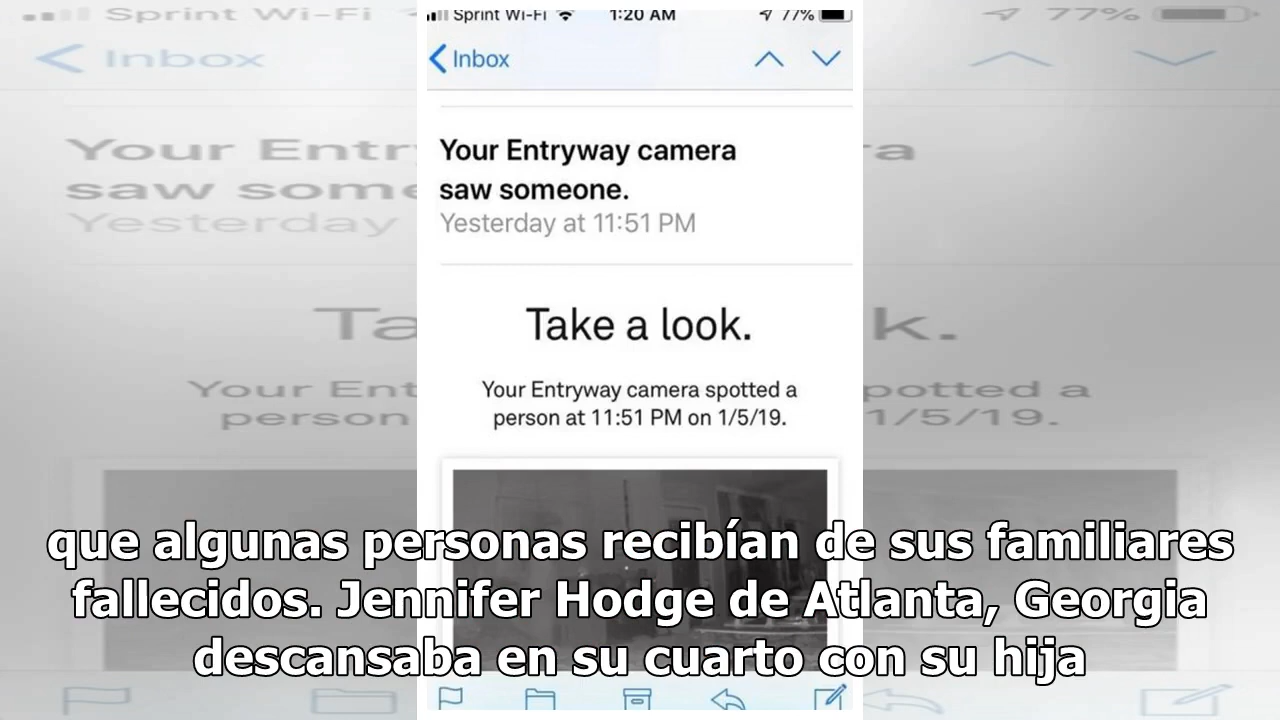 Sprint Wi-Fi 1:20 AM 77%
Inbox
Your Entryway camera
saw someone.
Yesterday at 11:51 PM
Take a look.
Your Entryway camera spotted a
person at 11:51 PM on 1/5/19.
que algunas personas recibían de sus familiares
fallecidos. Jennifer Hodge de Atlanta, Georgia
descansaba en su cuarto con su hija